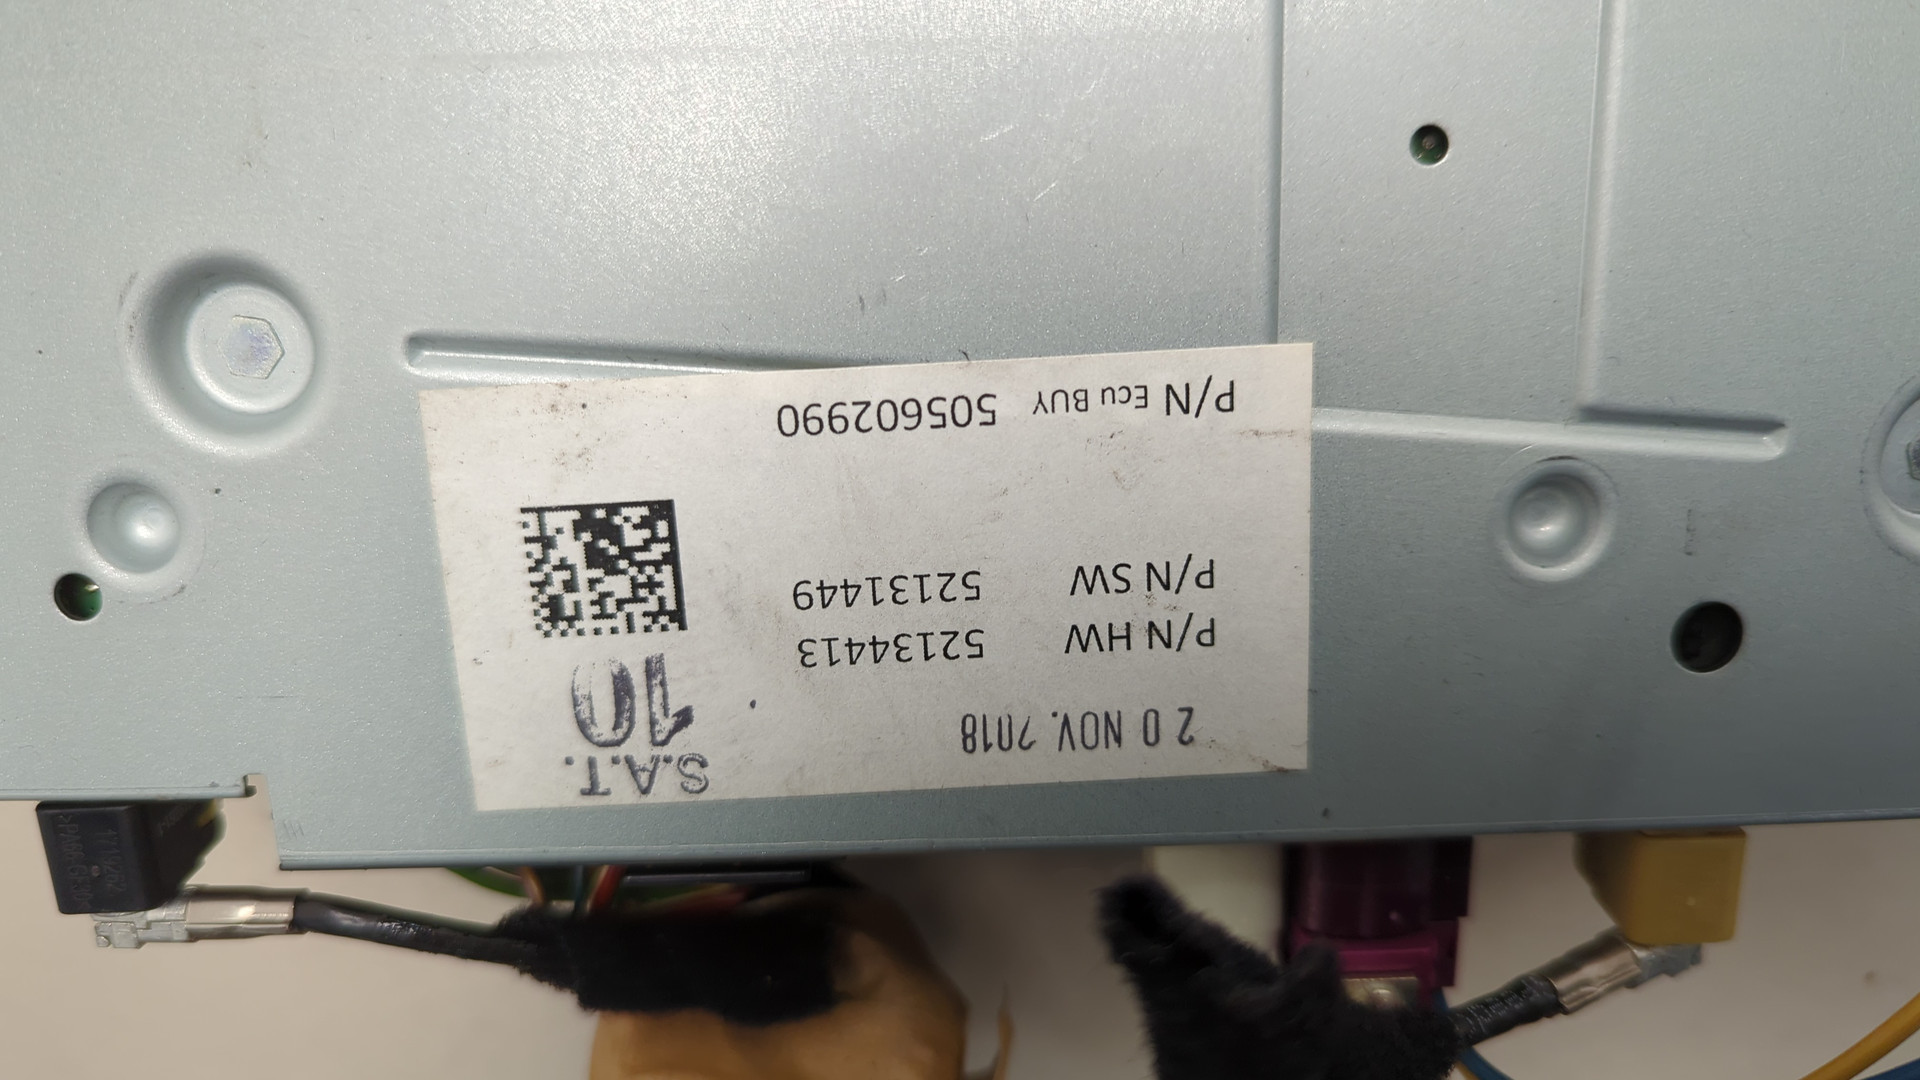 S.A.T.
10
20 NOV. 2018
P/N HW 52134413
P/N SW 52131449
P/N Ecu BUY 505602990